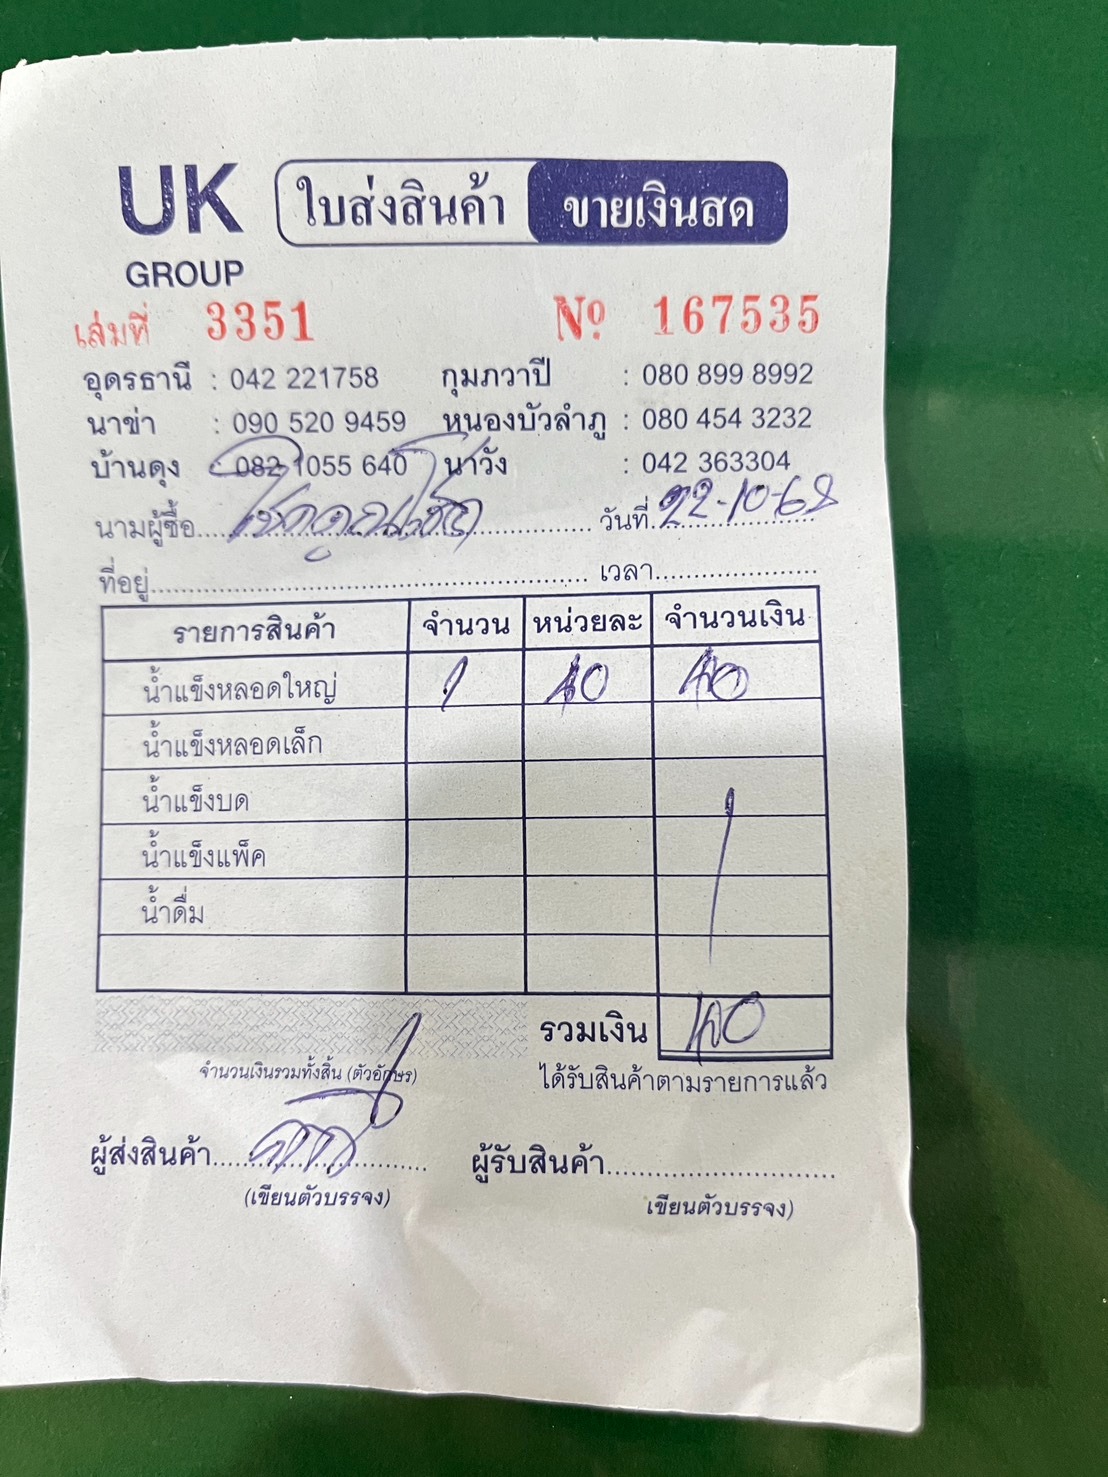 UK ใบส่งสินค้า ขายเงินสด
GROUP
เล่มที่ 3351 Nº 167535
อุดรธานี : 042 221758 กุมภวาปี : 080 899 8992
นาข่า : 090 520 9459 หนองบัวลำภู : 080 454 3232
บ้านดุง : 082 1055 640 นาวัง : 042 363304
นามผู้ซื้อ วันที่ 22-10-68
ที่อยู่ เวลา
รายการสินค้า จำนวน หน่วยละ จำนวนเงิน
น้ำแข็งหลอดใหญ่ 1 40 40
น้ำแข็งหลอดเล็ก
น้ำแข็งบด
น้ำแข็งแพ็ค
น้ำดื่ม
รวมเงิน 40
จำนวนเงินรวมทั้งสิ้น (ตัวอักษร) ได้รับสินค้าตามรายการแล้ว
ผู้ส่งสินค้า ผู้รับสินค้า
(เขียนตัวบรรจง) เขียนตัวบรรจง)